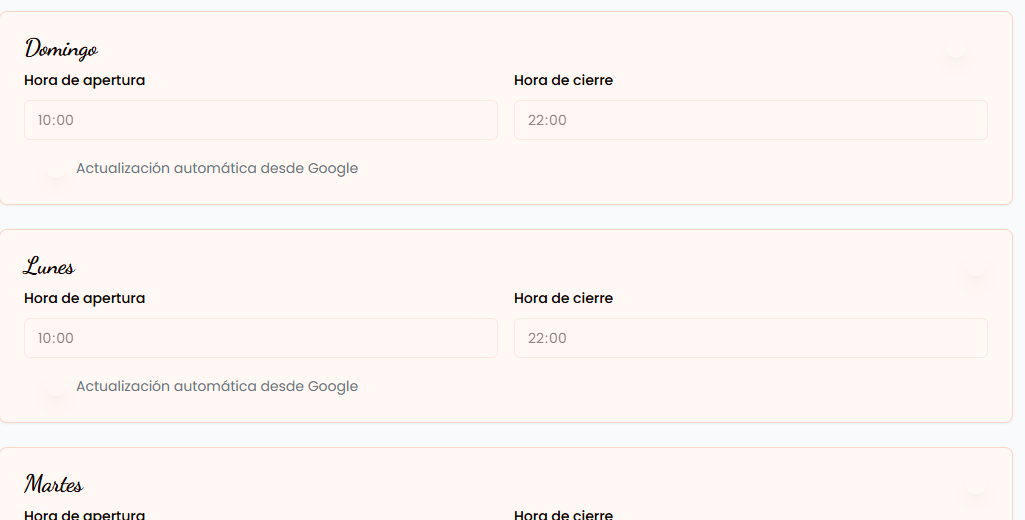 Domingo
Hora de apertura Hora de cierre
10:00 22:00
Actualización automática desde Google
Lunes
Hora de apertura Hora de cierre
10:00 22:00
Actualización automática desde Google
Martes
Hora de apertura Hora de cierre